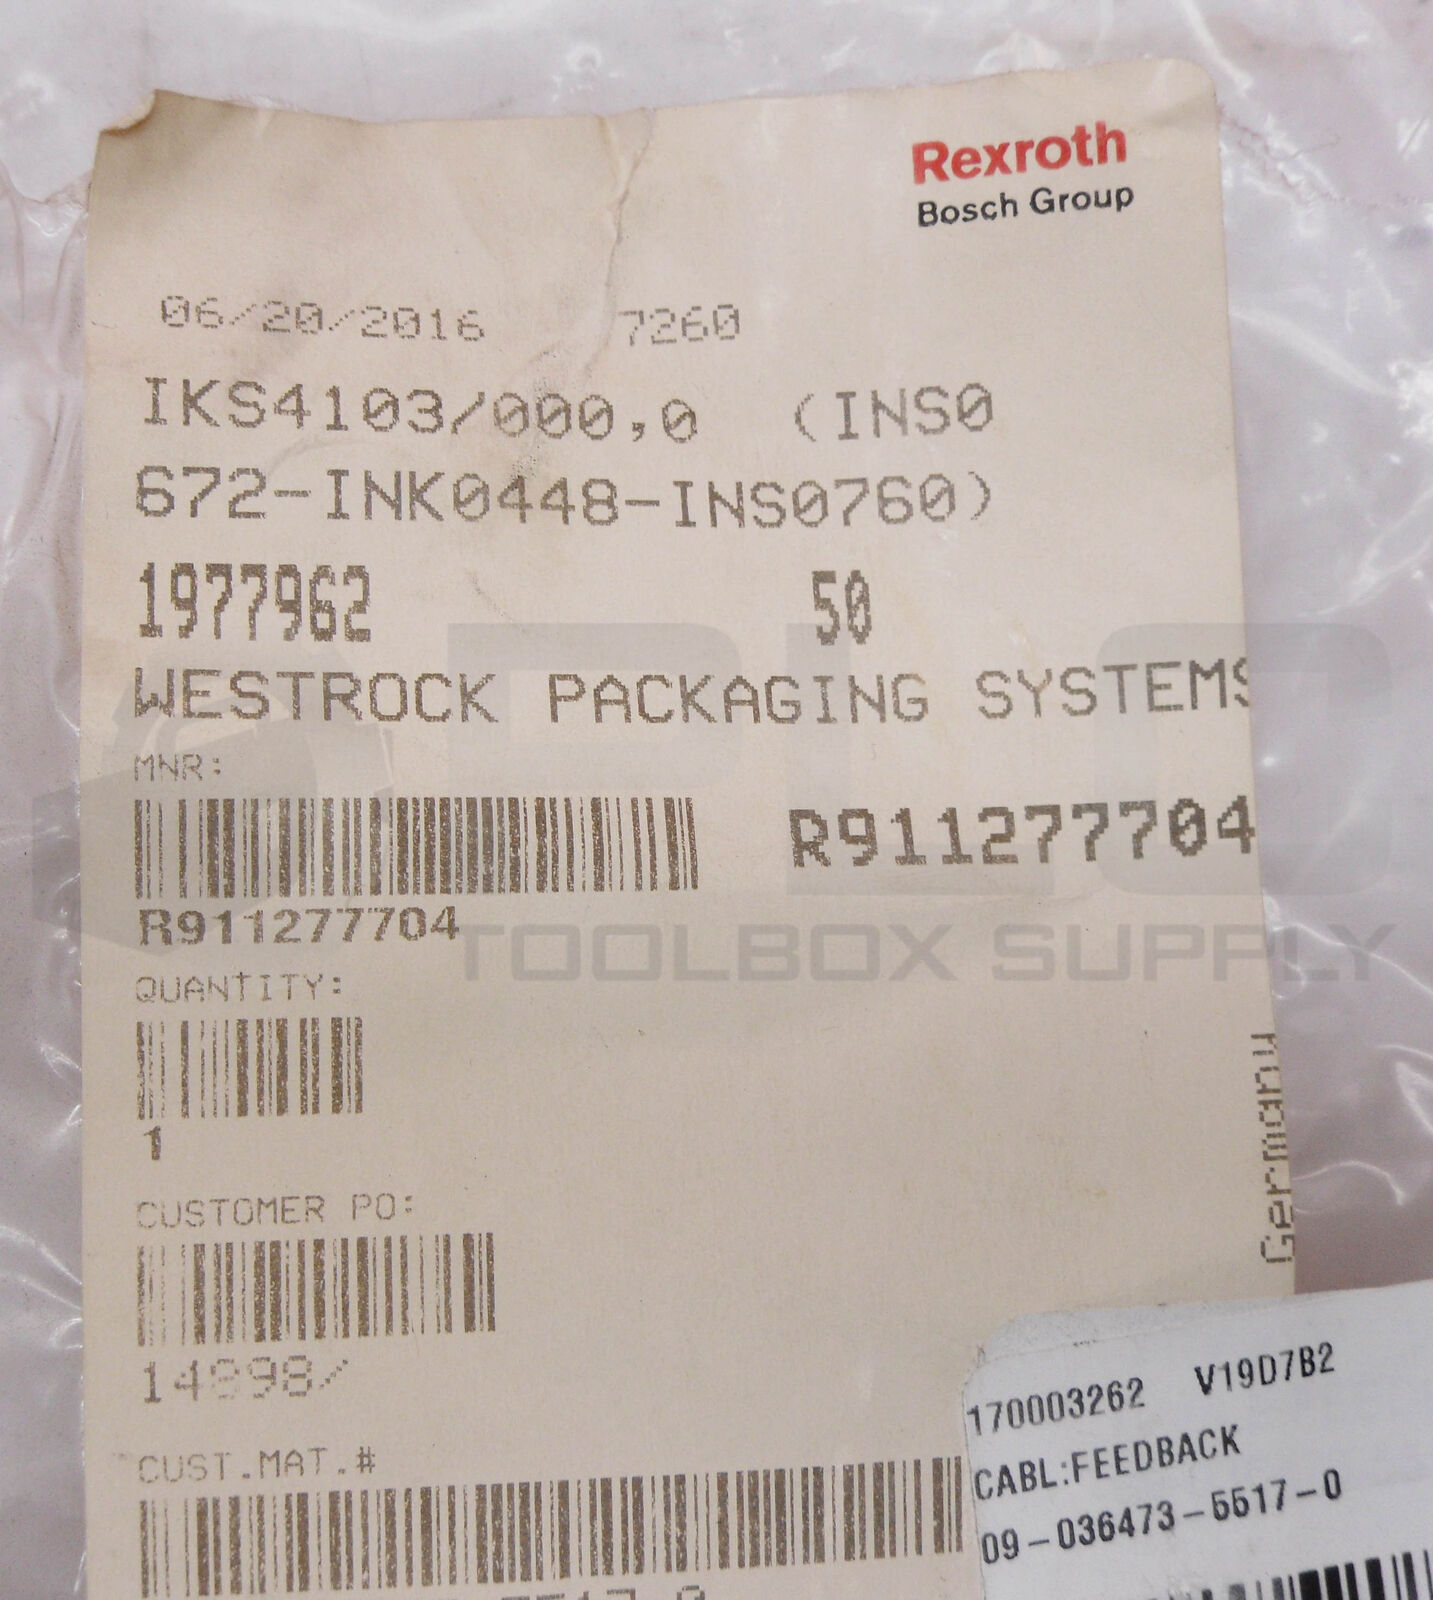 Rexroth
Bosch Group
06/20/2016 7260
IKS4103/000,0 (INS0
672-INK0448-INS0760)
1977962 50
WESTROCK PACKAGING SYSTEMS
MNR:
R911277704
R911277704
QUANTITY:
1
CUSTOMER PO:
14898/
CUST.MAT.#
Germany
170003262 V19D7B2
CABL:FEEDBACK
09-036473-5517-0
TOOLBOX SUPPLY
PLC